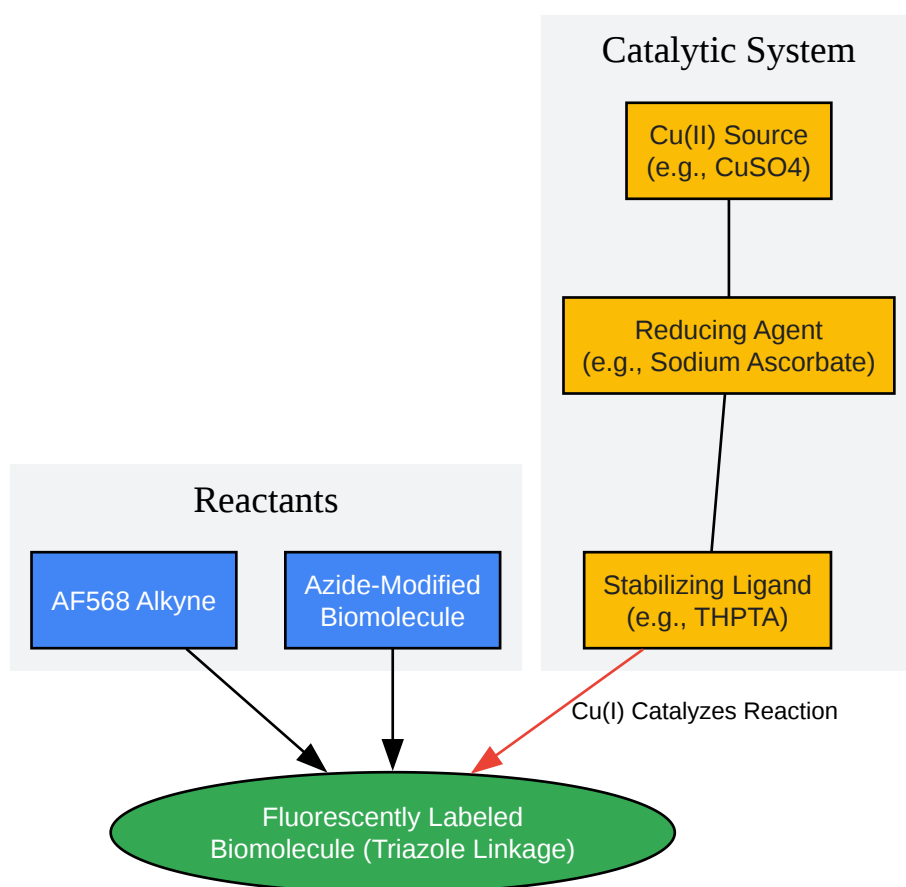 Catalytic System
Cu(II) Source
(e.g., CuSO4)
Reducing Agent
(e.g., Sodium Ascorbate)
Reactants
AF568 Alkyne
Azide-Modified
Biomolecule
Stabilizing Ligand
(e.g., THPTA)
Cu(I) Catalyzes Reaction
Fluorescently Labeled
Biomolecule (Triazole Linkage)